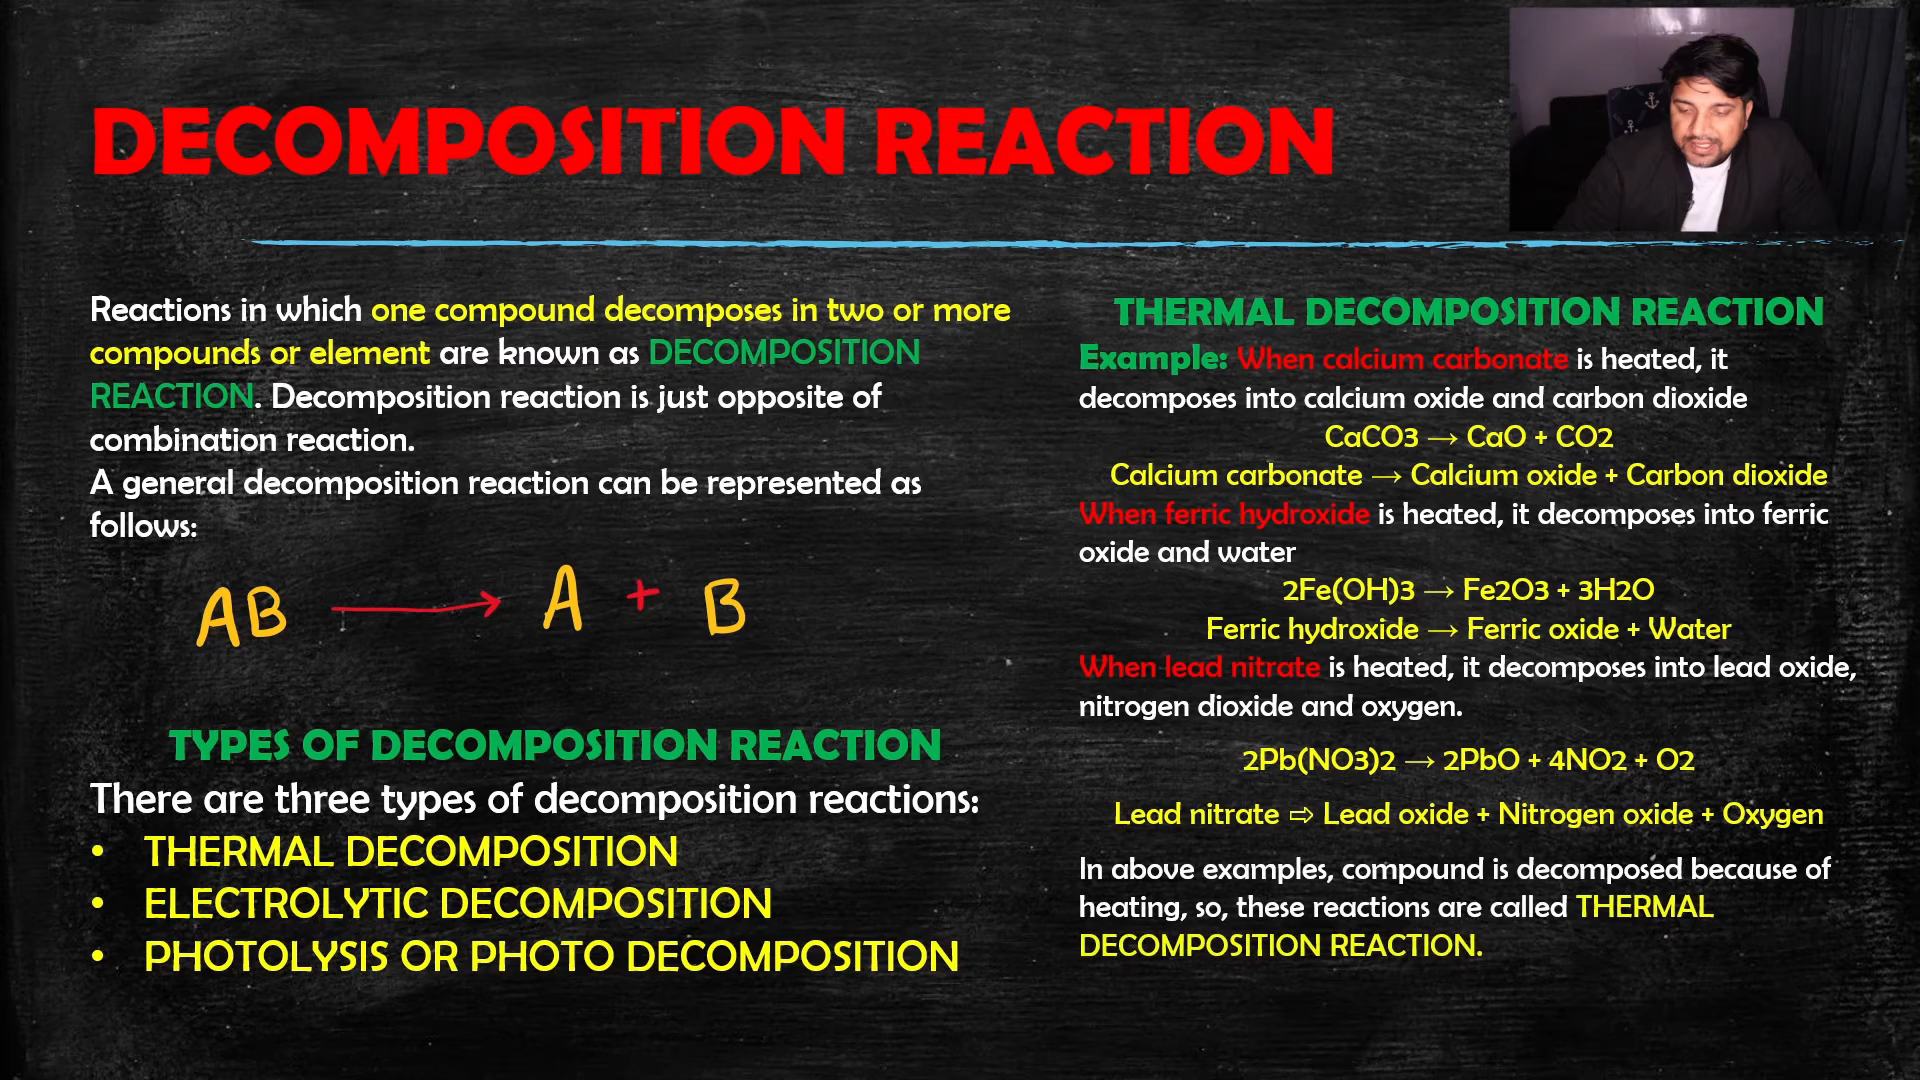 DECOMPOSITION REACTION
Reactions in which one compound decomposes in two or more
compounds or element are known as DECOMPOSITION
REACTION. Decomposition reaction is just opposite of
combination reaction.
A general decomposition reaction can be represented as
follows:
AB → A + B
TYPES OF DECOMPOSITION REACTION
There are three types of decomposition reactions:
• THERMAL DECOMPOSITION
• ELECTROLYTIC DECOMPOSITION
• PHOTOLYSIS OR PHOTO DECOMPOSITION
THERMAL DECOMPOSITION REACTION
Example: When calcium carbonate is heated, it
decomposes into calcium oxide and carbon dioxide
CaCO3 → CaO + CO2
Calcium carbonate → Calcium oxide + Carbon dioxide
When ferric hydroxide is heated, it decomposes into ferric
oxide and water
2Fe(OH)3 → Fe2O3 + 3H2O
Ferric hydroxide → Ferric oxide + Water
When lead nitrate is heated, it decomposes into lead oxide,
nitrogen dioxide and oxygen.
2Pb(NO3)2 → 2PbO + 4NO2 + O2
Lead nitrate ⇨ Lead oxide + Nitrogen oxide + Oxygen
In above examples, compound is decomposed because of
heating, so, these reactions are called THERMAL
DECOMPOSITION REACTION.